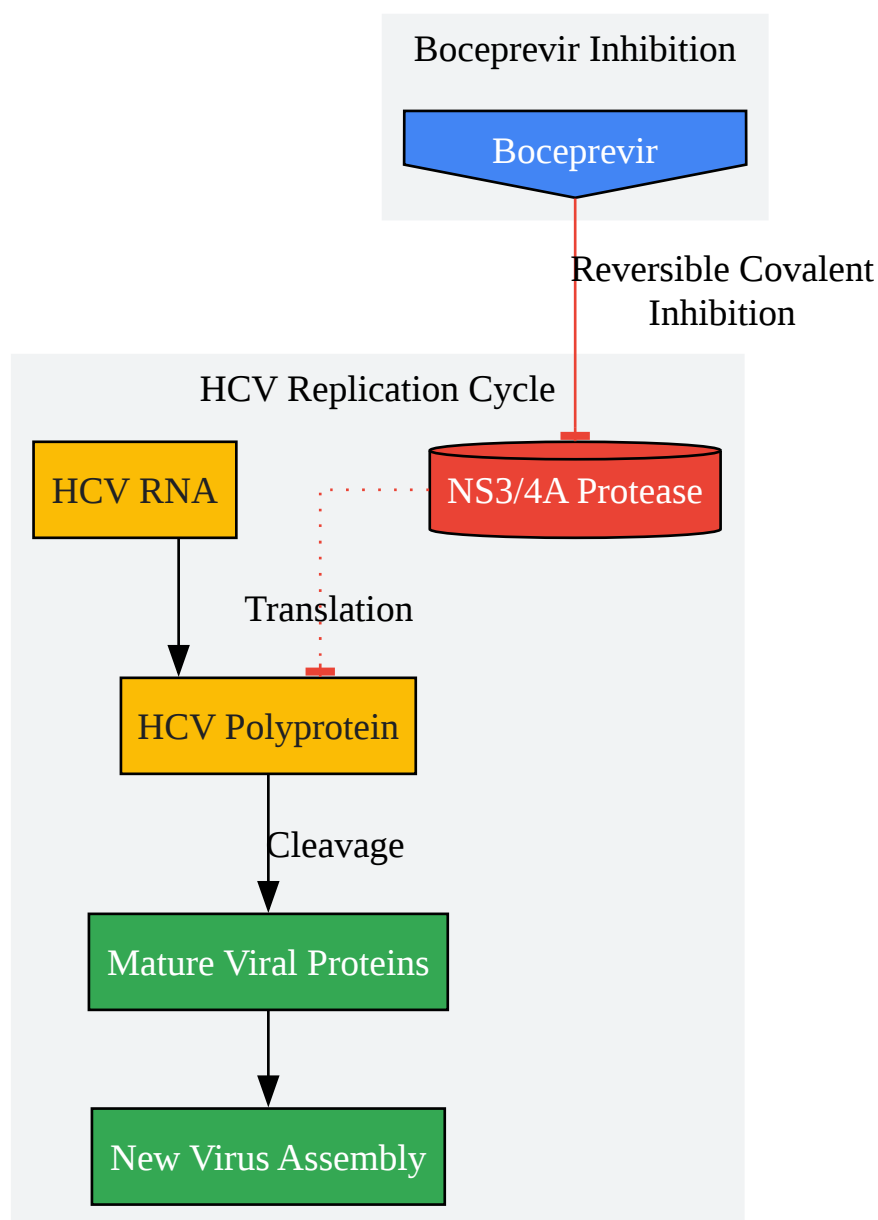 Boceprevir Inhibition
Boceprevir
Reversible Covalent
Inhibition
HCV Replication Cycle
HCV RNA
NS3/4A Protease
Translation
HCV Polyprotein
Cleavage
Mature Viral Proteins
New Virus Assembly